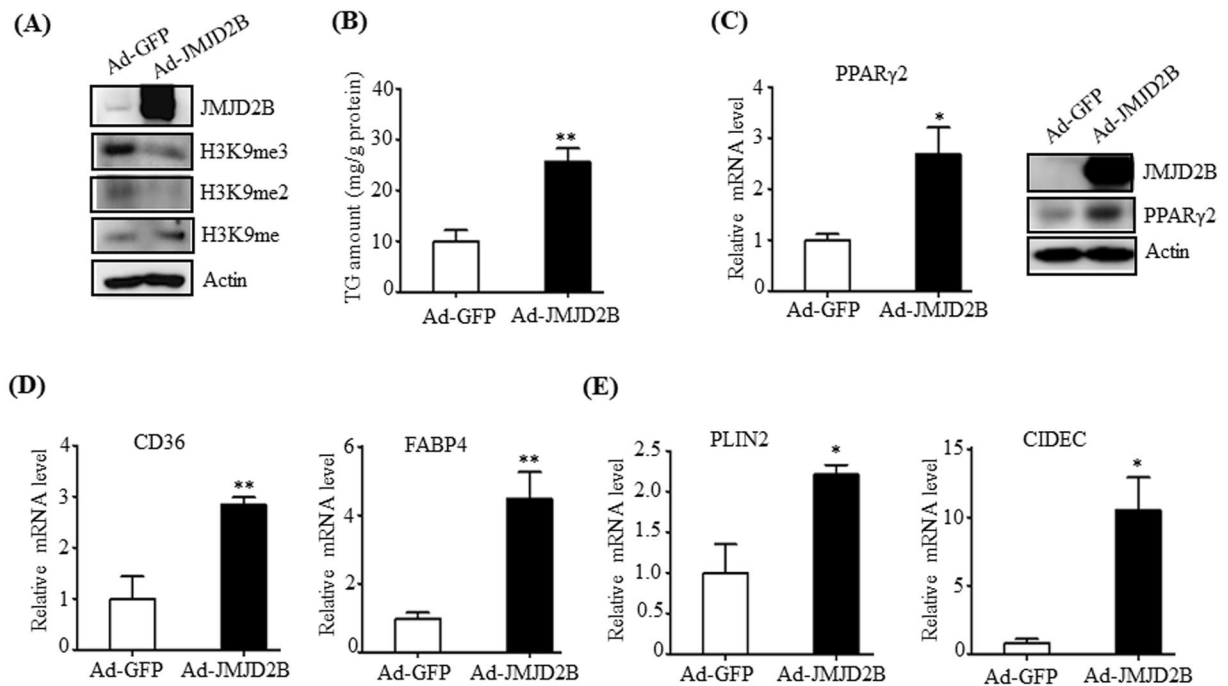 (A)
Ad-GFP
Ad-JMJD2B
JMJD2B
H3K9me3
H3K9me2
H3K9me
Actin
(B)
TG amount (mg/g protein)
40
30
26
20
10
0
**
Ad-GFP
Ad-JMJD2B
(C)
PPARγ2
Relative mRNA level
4
3
2
1
0
*
Ad-GFP
Ad-JMJD2B
Ad-GFP
Ad-JMJD2B
JMJD2B
PPARγ2
Actin
(D)
CD36
Relative mRNA level
4
3
2
1
0
**
Ad-GFP
Ad-JMJD2B
FABP4
Relative mRNA level
6
4
2
0
**
Ad-GFP
Ad-JMJD2B
(E)
PLIN2
Relative mRNA level
2.5
2.0
1.5
1.0
0.5
0
*
Ad-GFP
Ad-JMJD2B
CIDEC
Relative mRNA level
15
10
5
0
*
Ad-GFP
Ad-JMJD2B